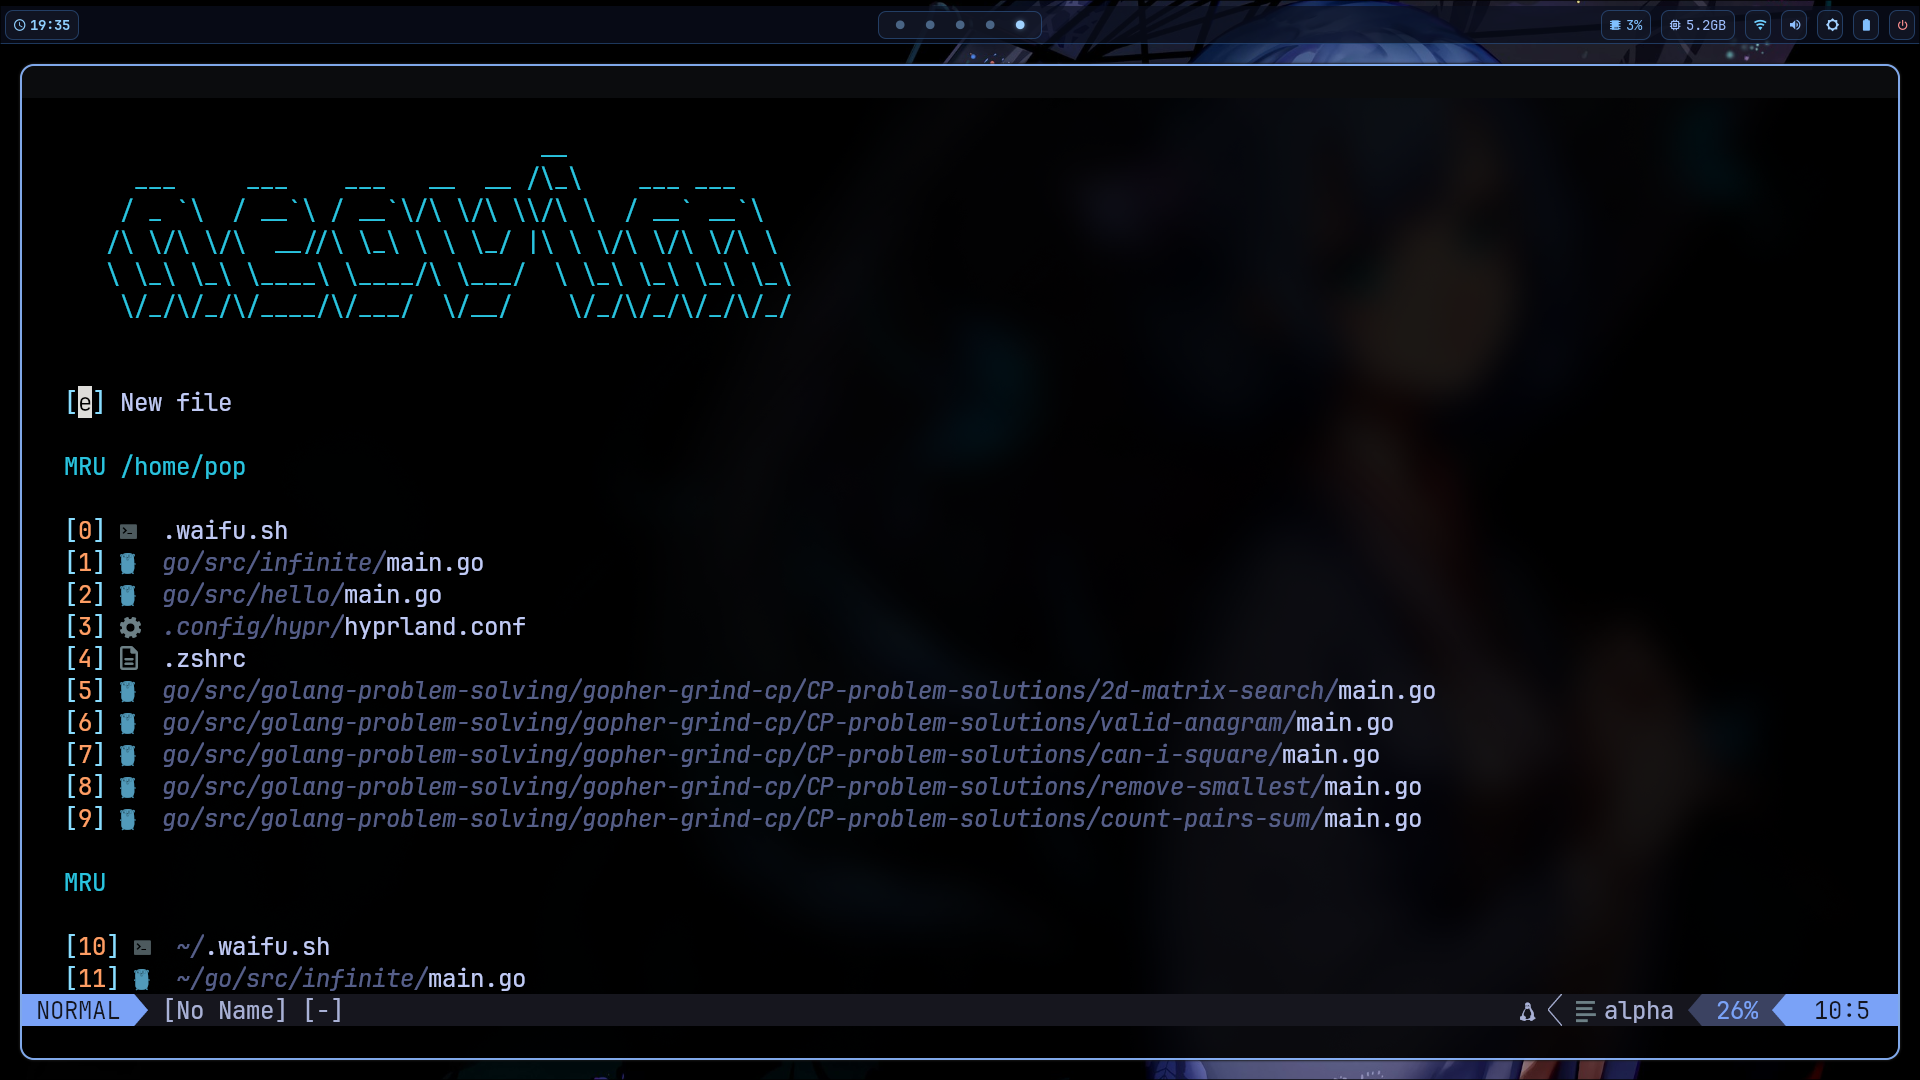 19:35
3% 5.2GB
neovim
[e] New file
MRU /home/pop
[0] .waifu.sh
[1] go/src/infinite/main.go
[2] go/src/hello/main.go
[3] .config/hypr/hyprland.conf
[4] .zshrc
[5] go/src/golang-problem-solving/gopher-grind-cp/CP-problem-solutions/2d-matrix-search/main.go
[6] go/src/golang-problem-solving/gopher-grind-cp/CP-problem-solutions/valid-anagram/main.go
[7] go/src/golang-problem-solving/gopher-grind-cp/CP-problem-solutions/can-i-square/main.go
[8] go/src/golang-problem-solving/gopher-grind-cp/CP-problem-solutions/remove-smallest/main.go
[9] go/src/golang-problem-solving/gopher-grind-cp/CP-problem-solutions/count-pairs-sum/main.go
MRU
[10] ~/.waifu.sh
[11] ~/go/src/infinite/main.go
NORMAL [No Name] [-] alpha 26% 10:5